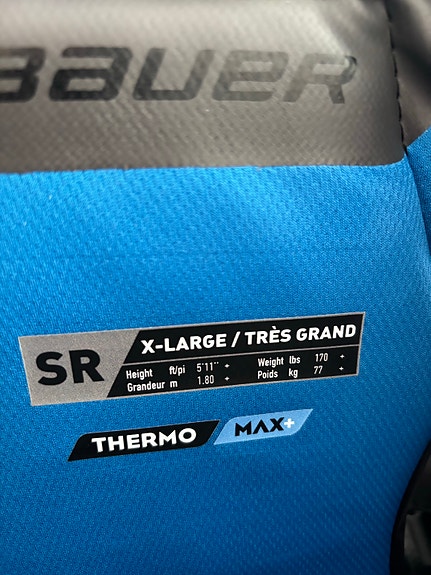 BAUER
SR
X-LARGE / TRÈS GRAND
Height ft/pi 5'11" + Weight lbs 170 +
Grandeur m 1.80 + Poids kg 77 +
THERMO MAX+